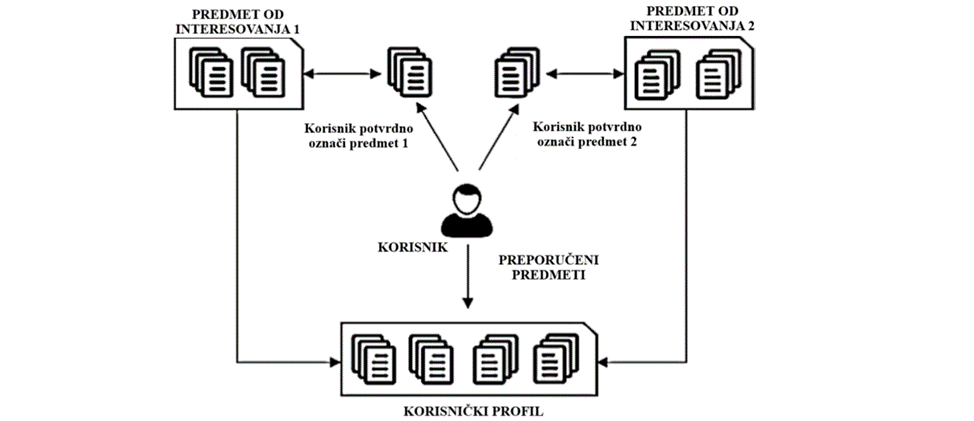 PREDMET OD
INTERESOVANJA 1
PREDMET OD
INTERESOVANJA 2
Korisnik potvrdno
označi predmet 1
Korisnik potvrdno
označi predmet 2
KORISNIK
PREPORUČENI
PREDMETI
KORISNIČKI PROFIL